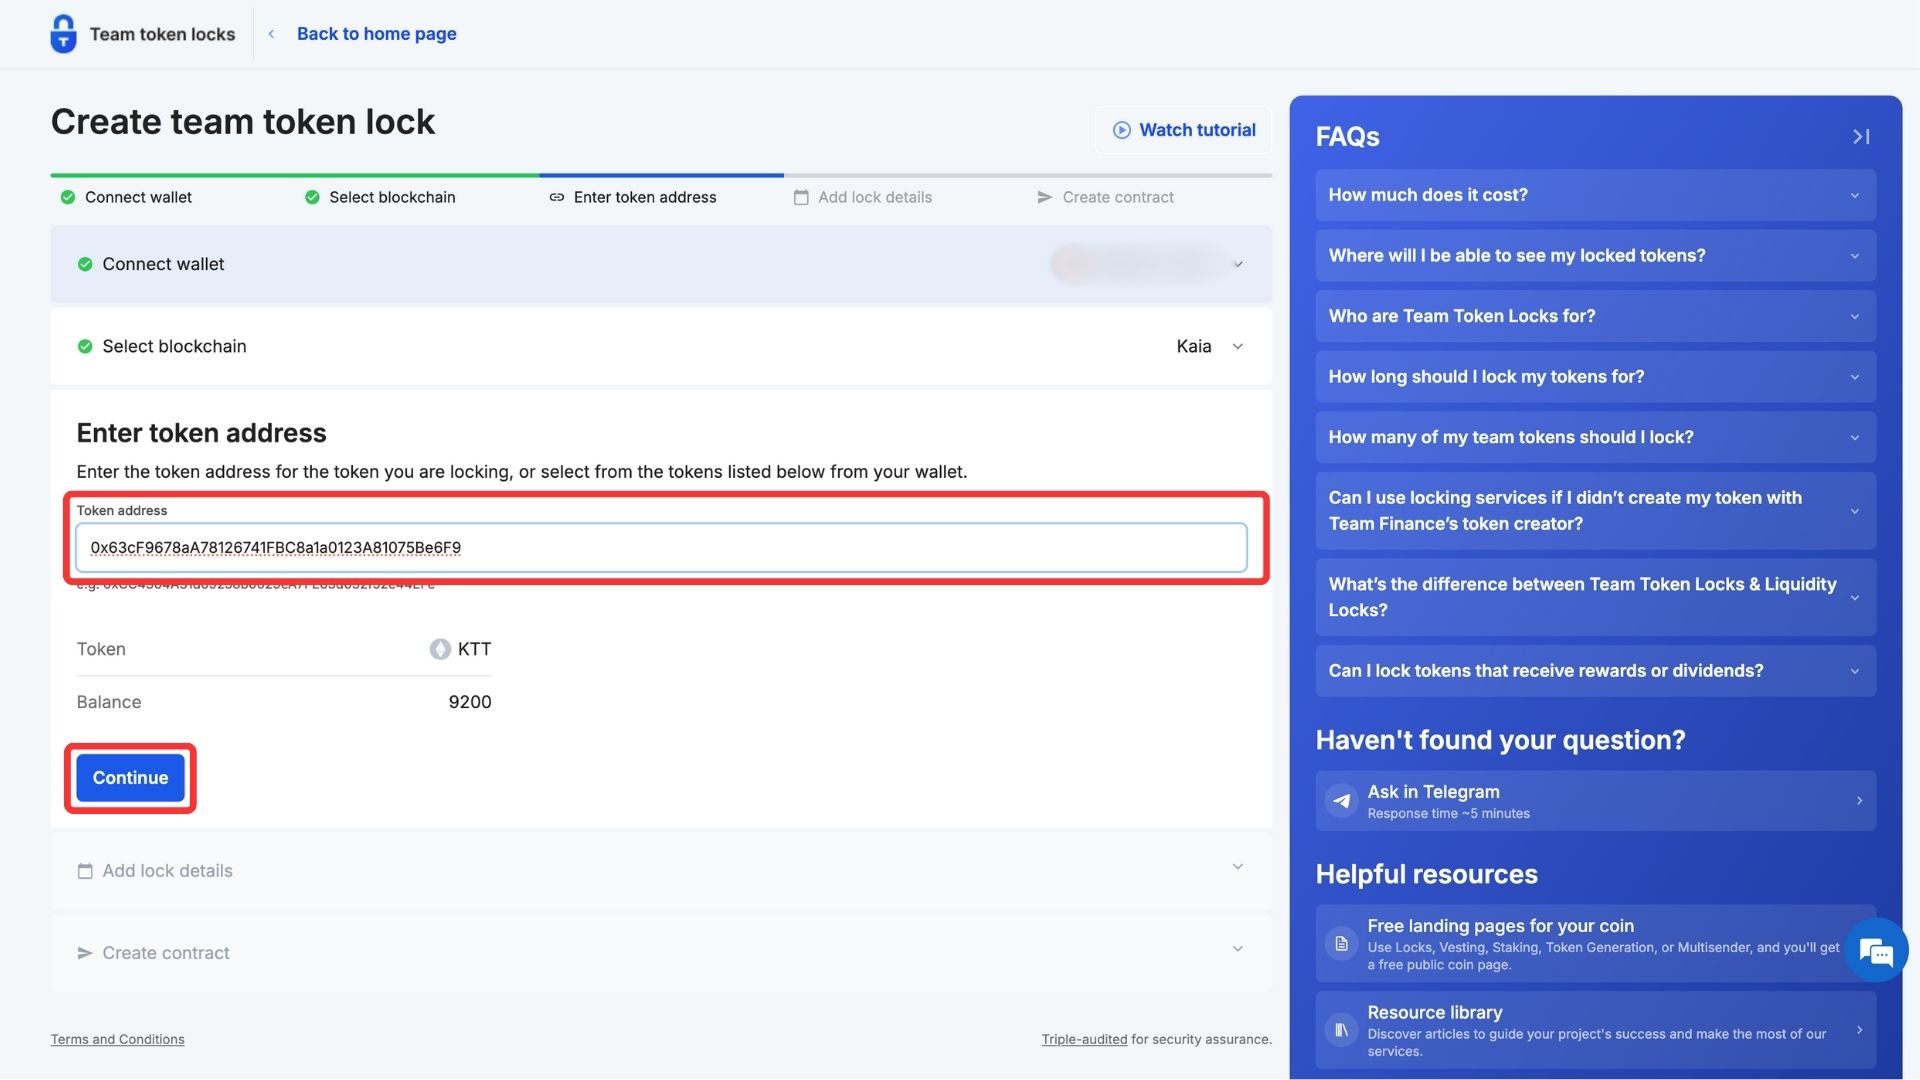 Team token locks
Back to home page
Create team token lock
Watch tutorial
Connect wallet
Select blockchain
Enter token address
Add lock details
Create contract
Connect wallet
Select blockchain
Kaia
Enter token address
Enter the token address for the token you are locking, or select from the tokens listed below from your wallet.
Token address
0x63cF9678aA78126741FBC8a1a0123A81075Be6F9
Token
KTT
Balance
9200
Continue
Add lock details
Create contract
Terms and Conditions
Triple-audited for security assurance.
FAQs
How much does it cost?
Where will I be able to see my locked tokens?
Who are Team Token Locks for?
How long should I lock my tokens for?
How many of my team tokens should I lock?
Can I use locking services if I didn’t create my token with
Team Finance’s token creator?
What’s the difference between Team Token Locks & Liquidity
Locks?
Can I lock tokens that receive rewards or dividends?
Haven't found your question?
Ask in Telegram
Response time ~5 minutes
Helpful resources
Free landing pages for your coin
Use Locks, Vesting, Staking, Token Generation, or Multisender, and you'll get
a free public coin page.
Resource library
Discover articles to guide your project's success and make the most of our
services.